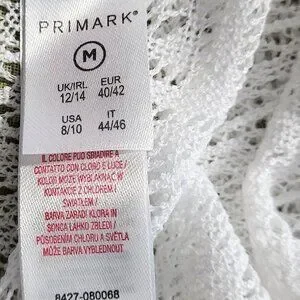 PRIMARK®
M
UK/IRL EUR
12/14 40/42
USA IT
8/10 44/46
IL COLORE PUÒ SBIADIRE A
CONTATTO CON CLORO E LUCE /
KOLOR MOŻE WYBLAKNĄĆ W
KONTAKCIE Z CHLOREM I
ŚWIATŁEM /
BARVA ZARADI KLORA IN
SONCA LAHKO ZBLEDI /
PŮSOBENÍM CHLORU A SVĚTLA
MŮŽE BARVA VYBLEDNOUT
8427-080068